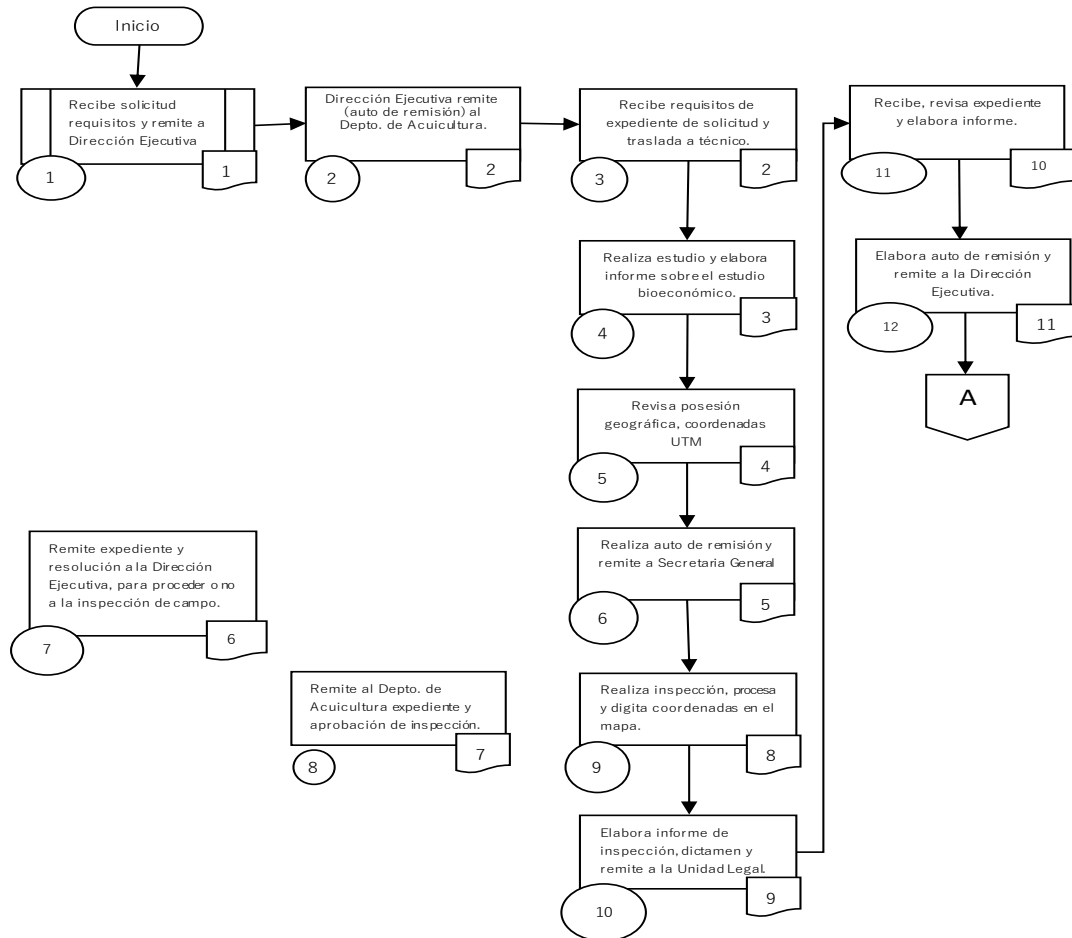 Inicio
Recibe solicitud
requisitos y remite a
Dirección Ejecutiva
1
1
Dirección Ejecutiva remite
(auto de remisión) al
Depto. de Acuicultura.
2
2
Recibe requisitos de
expediente de solicitud y
traslada a técnico.
3
2
Realiza estudio y elabora
informe sobre el estudio
bioeconómico.
4
3
Revisa posesión
geográfica, coordenadas
UTM
5
4
Realiza auto de remisión y
remite a Secretaria General
6
5
Remite expediente y
resolución a la Dirección
Ejecutiva, para proceder o no
a la inspección de campo.
7
6
Remite al Depto. de
Acuicultura expediente y
aprobación de inspección.
8
7
Realiza inspección, procesa
y digita coordenadas en el
mapa.
9
8
Elabora informe de
inspección, dictamen y
remite a la Unidad Legal.
10
9
Recibe, revisa expediente
y elabora informe.
11
10
Elabora auto de remisión y
remite a la Dirección
Ejecutiva.
12
11
A